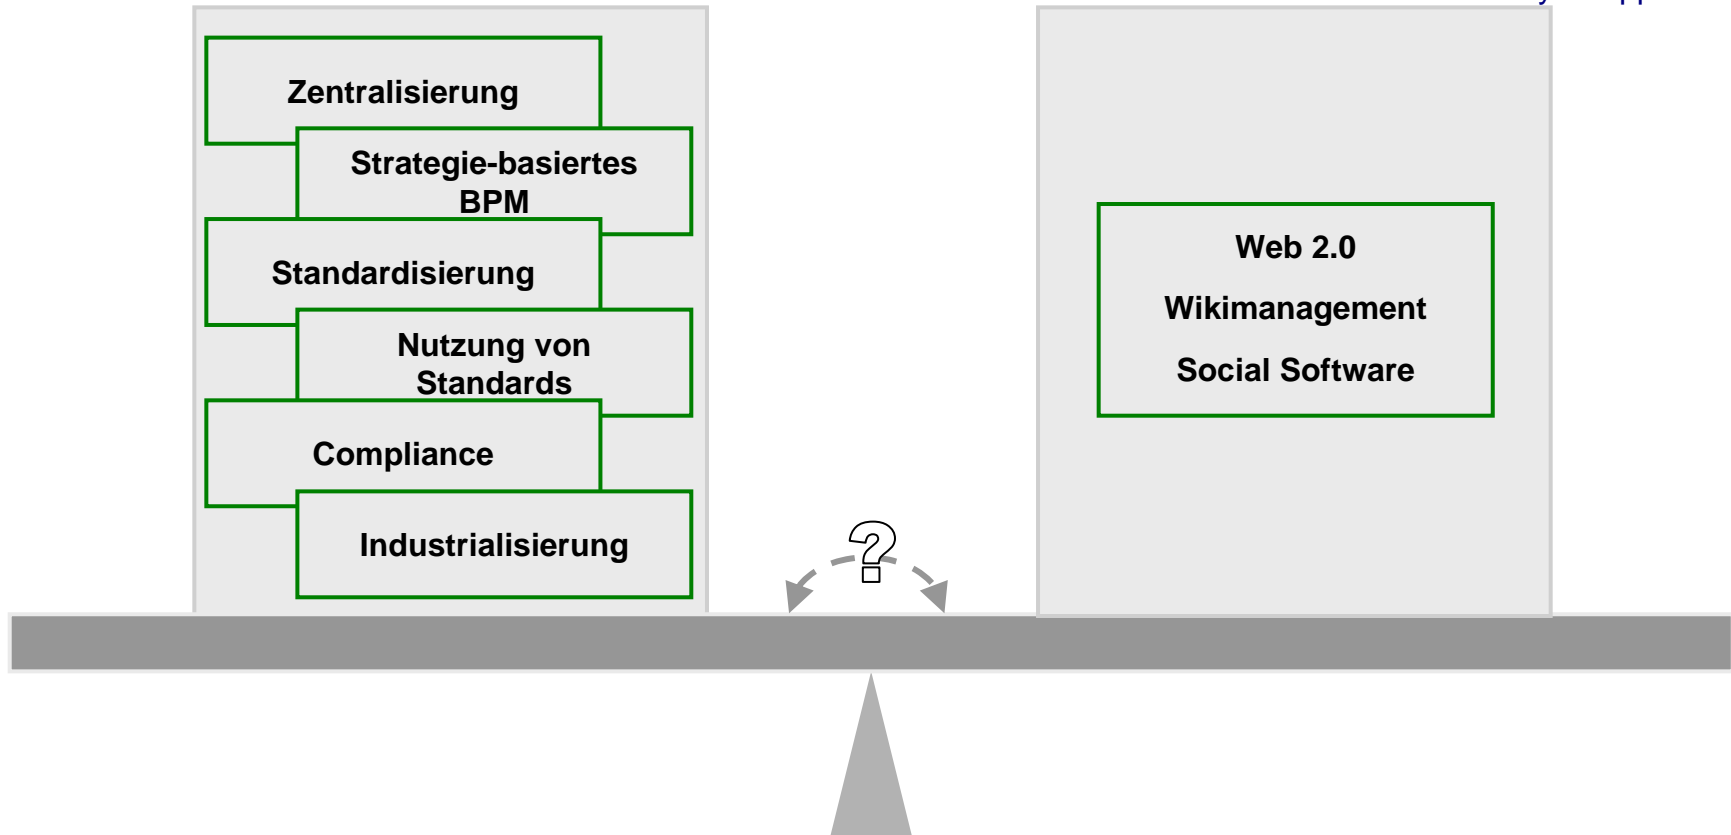 Zentralisierung
Strategie-basiertes
BPM
Standardisierung
Nutzung von
Standards
Compliance
Industrialisierung
Web 2.0
Wikimanagement
Social Software
?